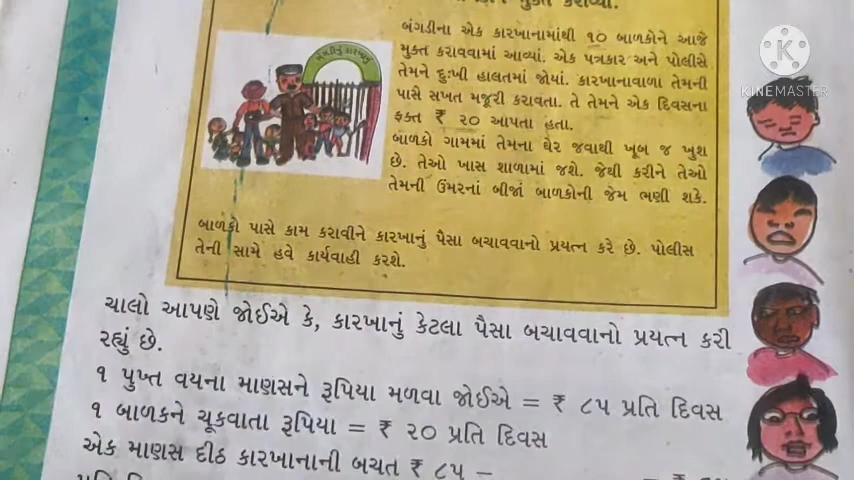 મુક્ત કરાવ્યા.
બંગડીના એક કારખાનામાંથી ૧૦ બાળકોને આજે
મુક્ત કરાવવામાં આવ્યાં. એક પત્રકાર અને પોલીસે
તેમને દુઃખી હાલતમાં જોયાં. કારખાનાવાળા તેમની
પાસે સખત મજૂરી કરાવતા. તે તેમને એક દિવસના
ફક્ત ₹ ૨૦ આપતા હતા.
બાળકો ગામમાં તેમના ઘેર જવાથી ખૂબ જ ખુશ
છે. તેઓ ખાસ શાળામાં જશે. જેથી કરીને તેઓ
તેમની ઉંમરનાં બીજાં બાળકોની જેમ ભણી શકે.
બાળકો પાસે કામ કરાવીને કારખાનું પૈસા બચાવવાનો પ્રયત્ન કરે છે. પોલીસ
તેની સામે હવે કાર્યવાહી કરશે.
ચાલો આપણે જોઈએ કે, કારખાનું કેટલા પૈસા બચાવવાનો પ્રયત્ન કરી
રહ્યું છે.
૧ પુખ્ત વયના માણસને રૂપિયા મળવા જોઈએ = ₹ ૮૫ પ્રતિ દિવસ
૧ બાળકને ચૂકવાતા રૂપિયા = ₹ ૨૦ પ્રતિ દિવસ
એક માણસ દીઠ કારખાનાની બચત ₹ ૮૫ –
KINEMASTER